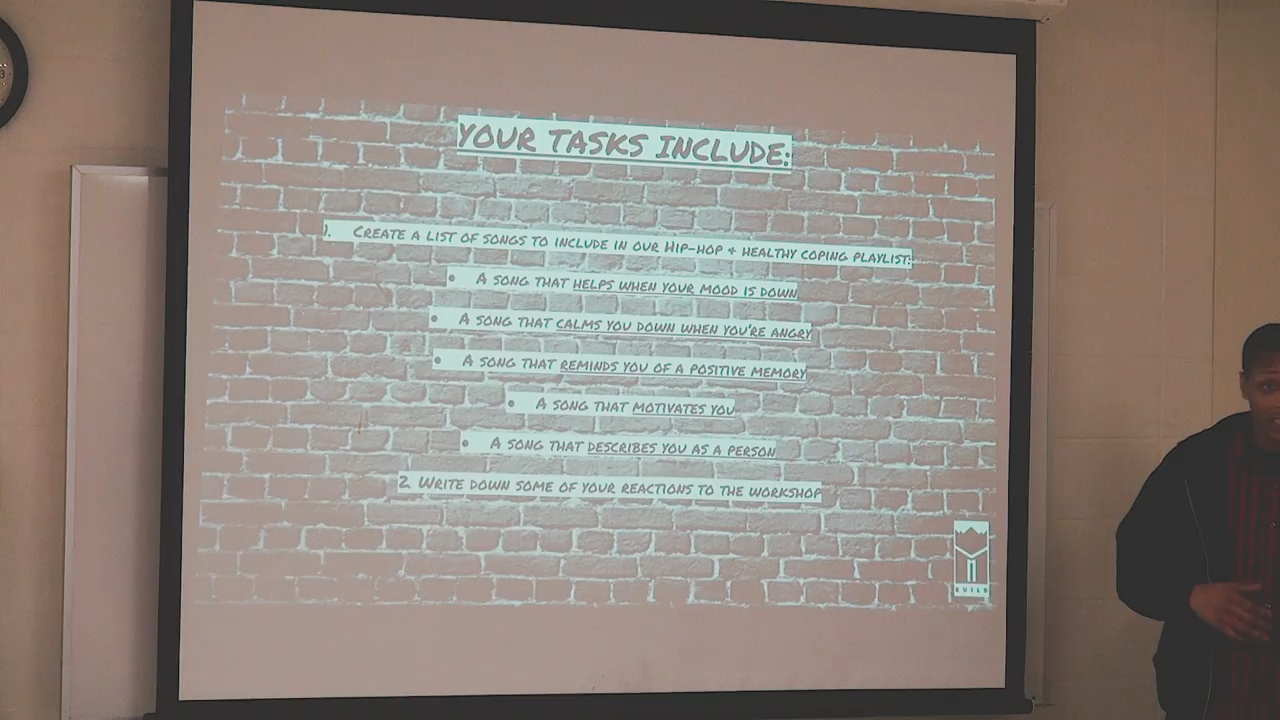 YOUR TASKS INCLUDE:
1. CREATE A LIST OF SONGS TO INCLUDE IN OUR HIP-HOP + HEALTHY COPING PLAYLIST:
• A SONG THAT HELPS WHEN YOUR MOOD IS DOWN
• A SONG THAT CALMS YOU DOWN WHEN YOU'RE ANGRY
• A SONG THAT REMINDS YOU OF A POSITIVE MEMORY
• A SONG THAT MOTIVATES YOU
• A SONG THAT DESCRIBES YOU AS A PERSON
2. WRITE DOWN SOME OF YOUR REACTIONS TO THE WORKSHOP
BUILD
3